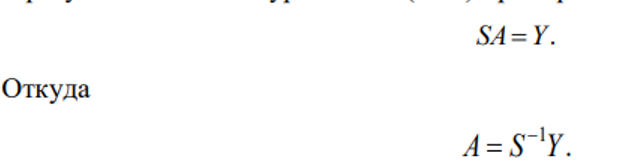 SA = Y.
Откуда
A = S⁻¹Y.